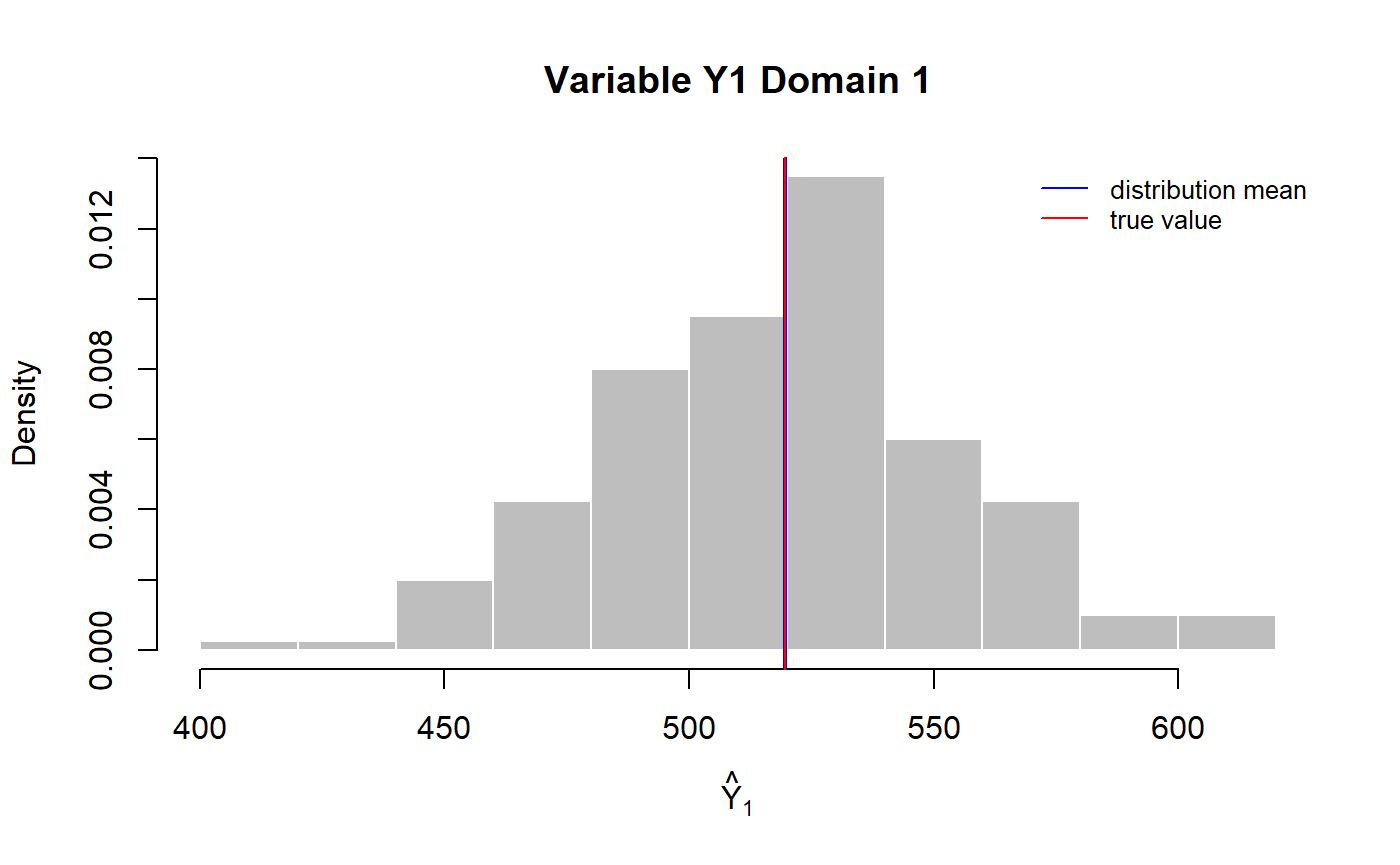 Variable Y1 Domain 1
distribution mean
true value
Density
0.012
0.008
0.004
0.000
400 450 500 550 600
Ŷ₁